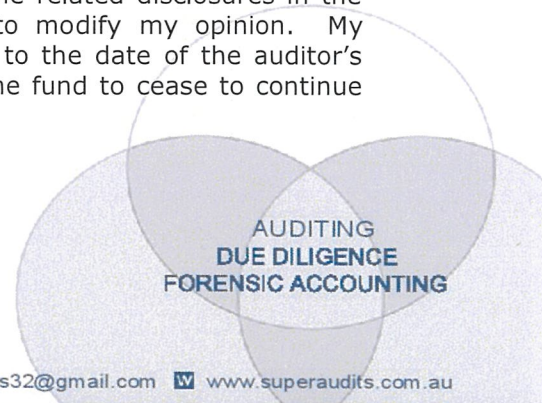 the related disclosures in the
to modify my opinion. My
to the date of the auditor's
the fund to cease to continue
AUDITING
DUE DILIGENCE
FORENSIC ACCOUNTING
s32@gmail.com W www.superaudits.com.au